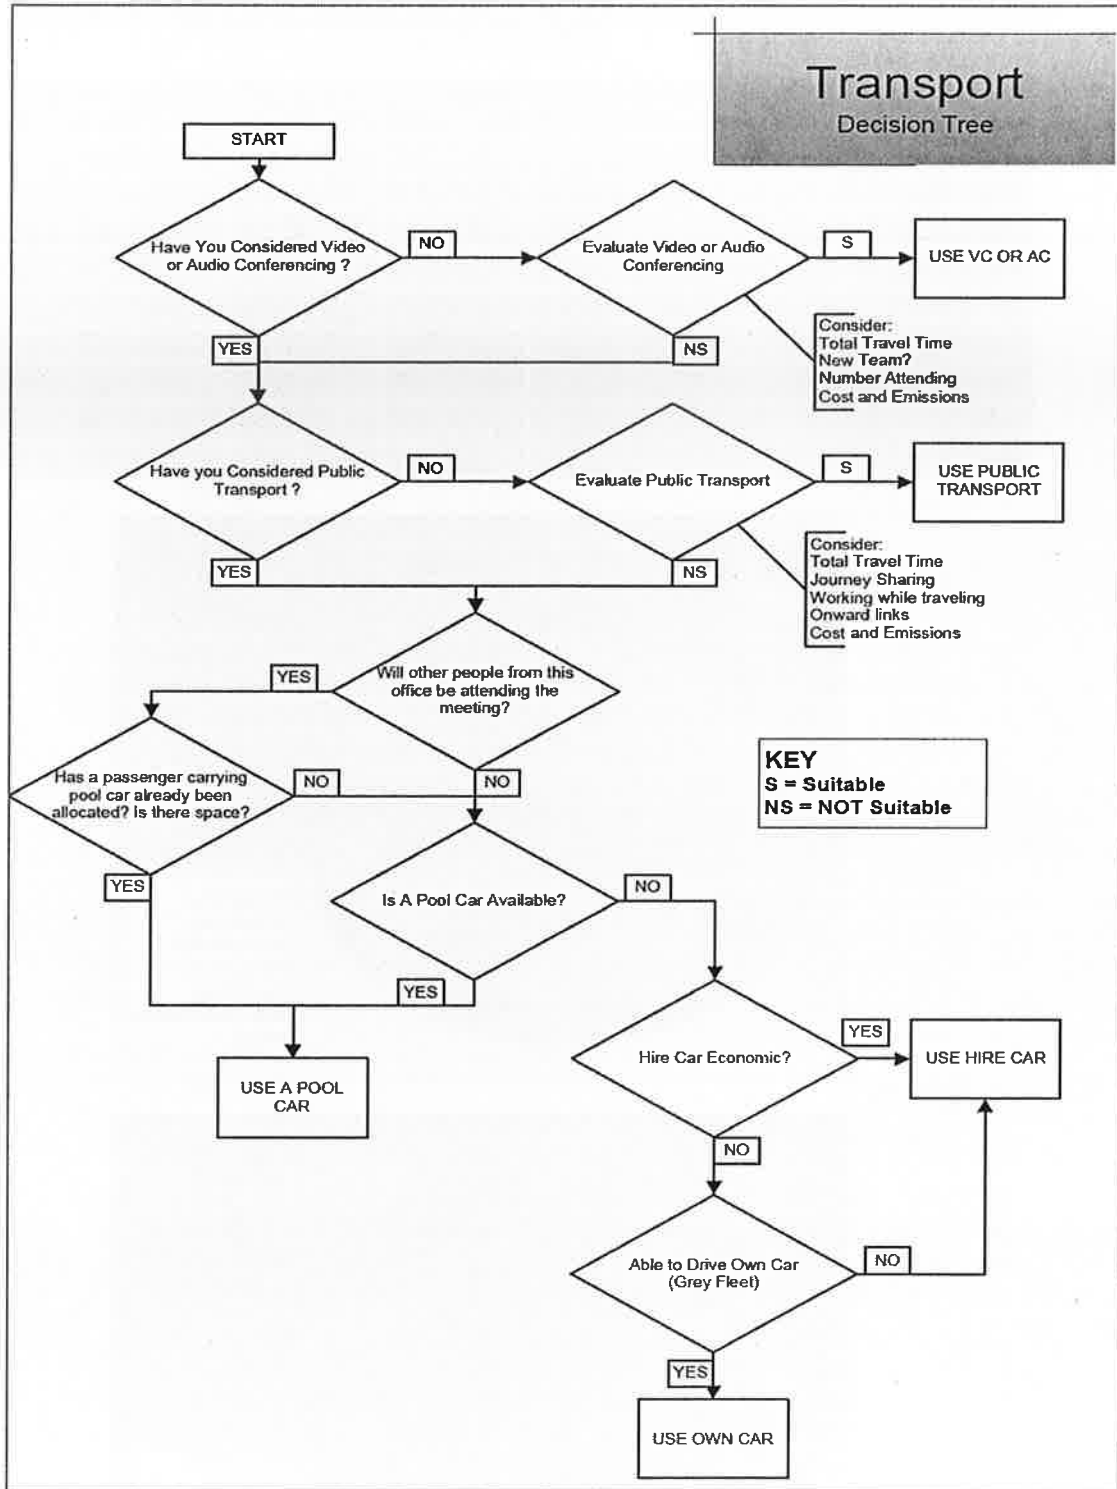 Transport
Decision Tree
START
Have You Considered Video
or Audio Conferencing ?
NO
Evaluate Video or Audio
Conferencing
S
USE VC OR AC
YES
NS
Consider:
Total Travel Time
New Team?
Number Attending
Cost and Emissions
Have you Considered Public
Transport ?
NO
Evaluate Public Transport
S
USE PUBLIC
TRANSPORT
YES
NS
Consider:
Total Travel Time
Journey Sharing
Working while traveling
Onward links
Cost and Emissions
Will other people from this
office be attending the
meeting?
YES
NO
Has a passenger carrying
pool car already been
allocated? Is there space?
NO
YES
KEY
S = Suitable
NS = NOT Suitable
Is A Pool Car Available?
NO
YES
USE A POOL
CAR
Hire Car Economic?
YES
USE HIRE CAR
NO
Able to Drive Own Car
(Grey Fleet)
NO
YES
USE OWN CAR